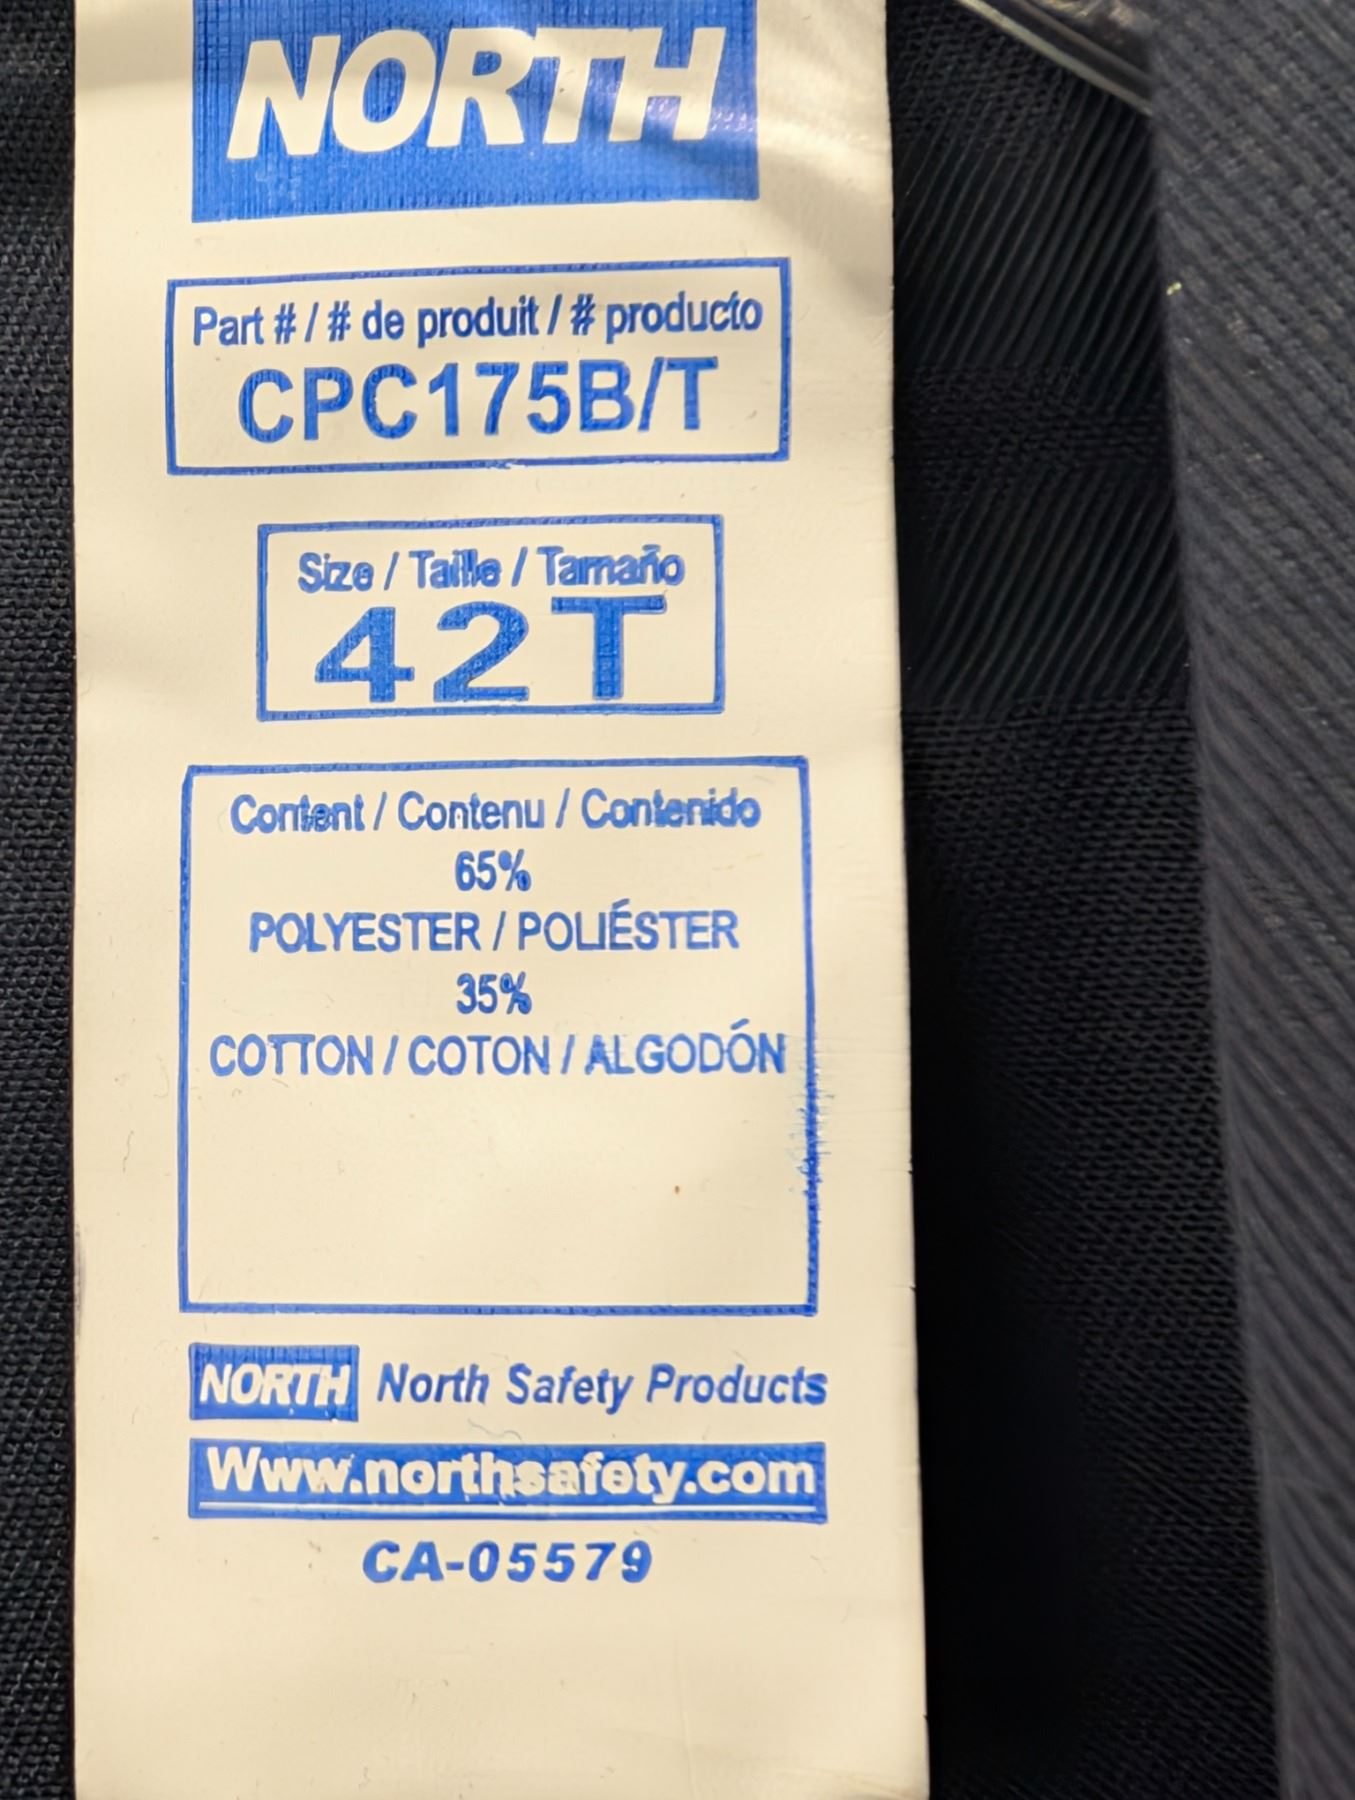 NORTH
Part # / # de produit / # producto
CPC175B/T
Size / Taille / Tamaño
42T
Content / Contenu / Contenido
65%
POLYESTER / POLIÉSTER
35%
COTTON / COTON / ALGODÓN
NORTH North Safety Products
Www.northsafety.com
CA-05579